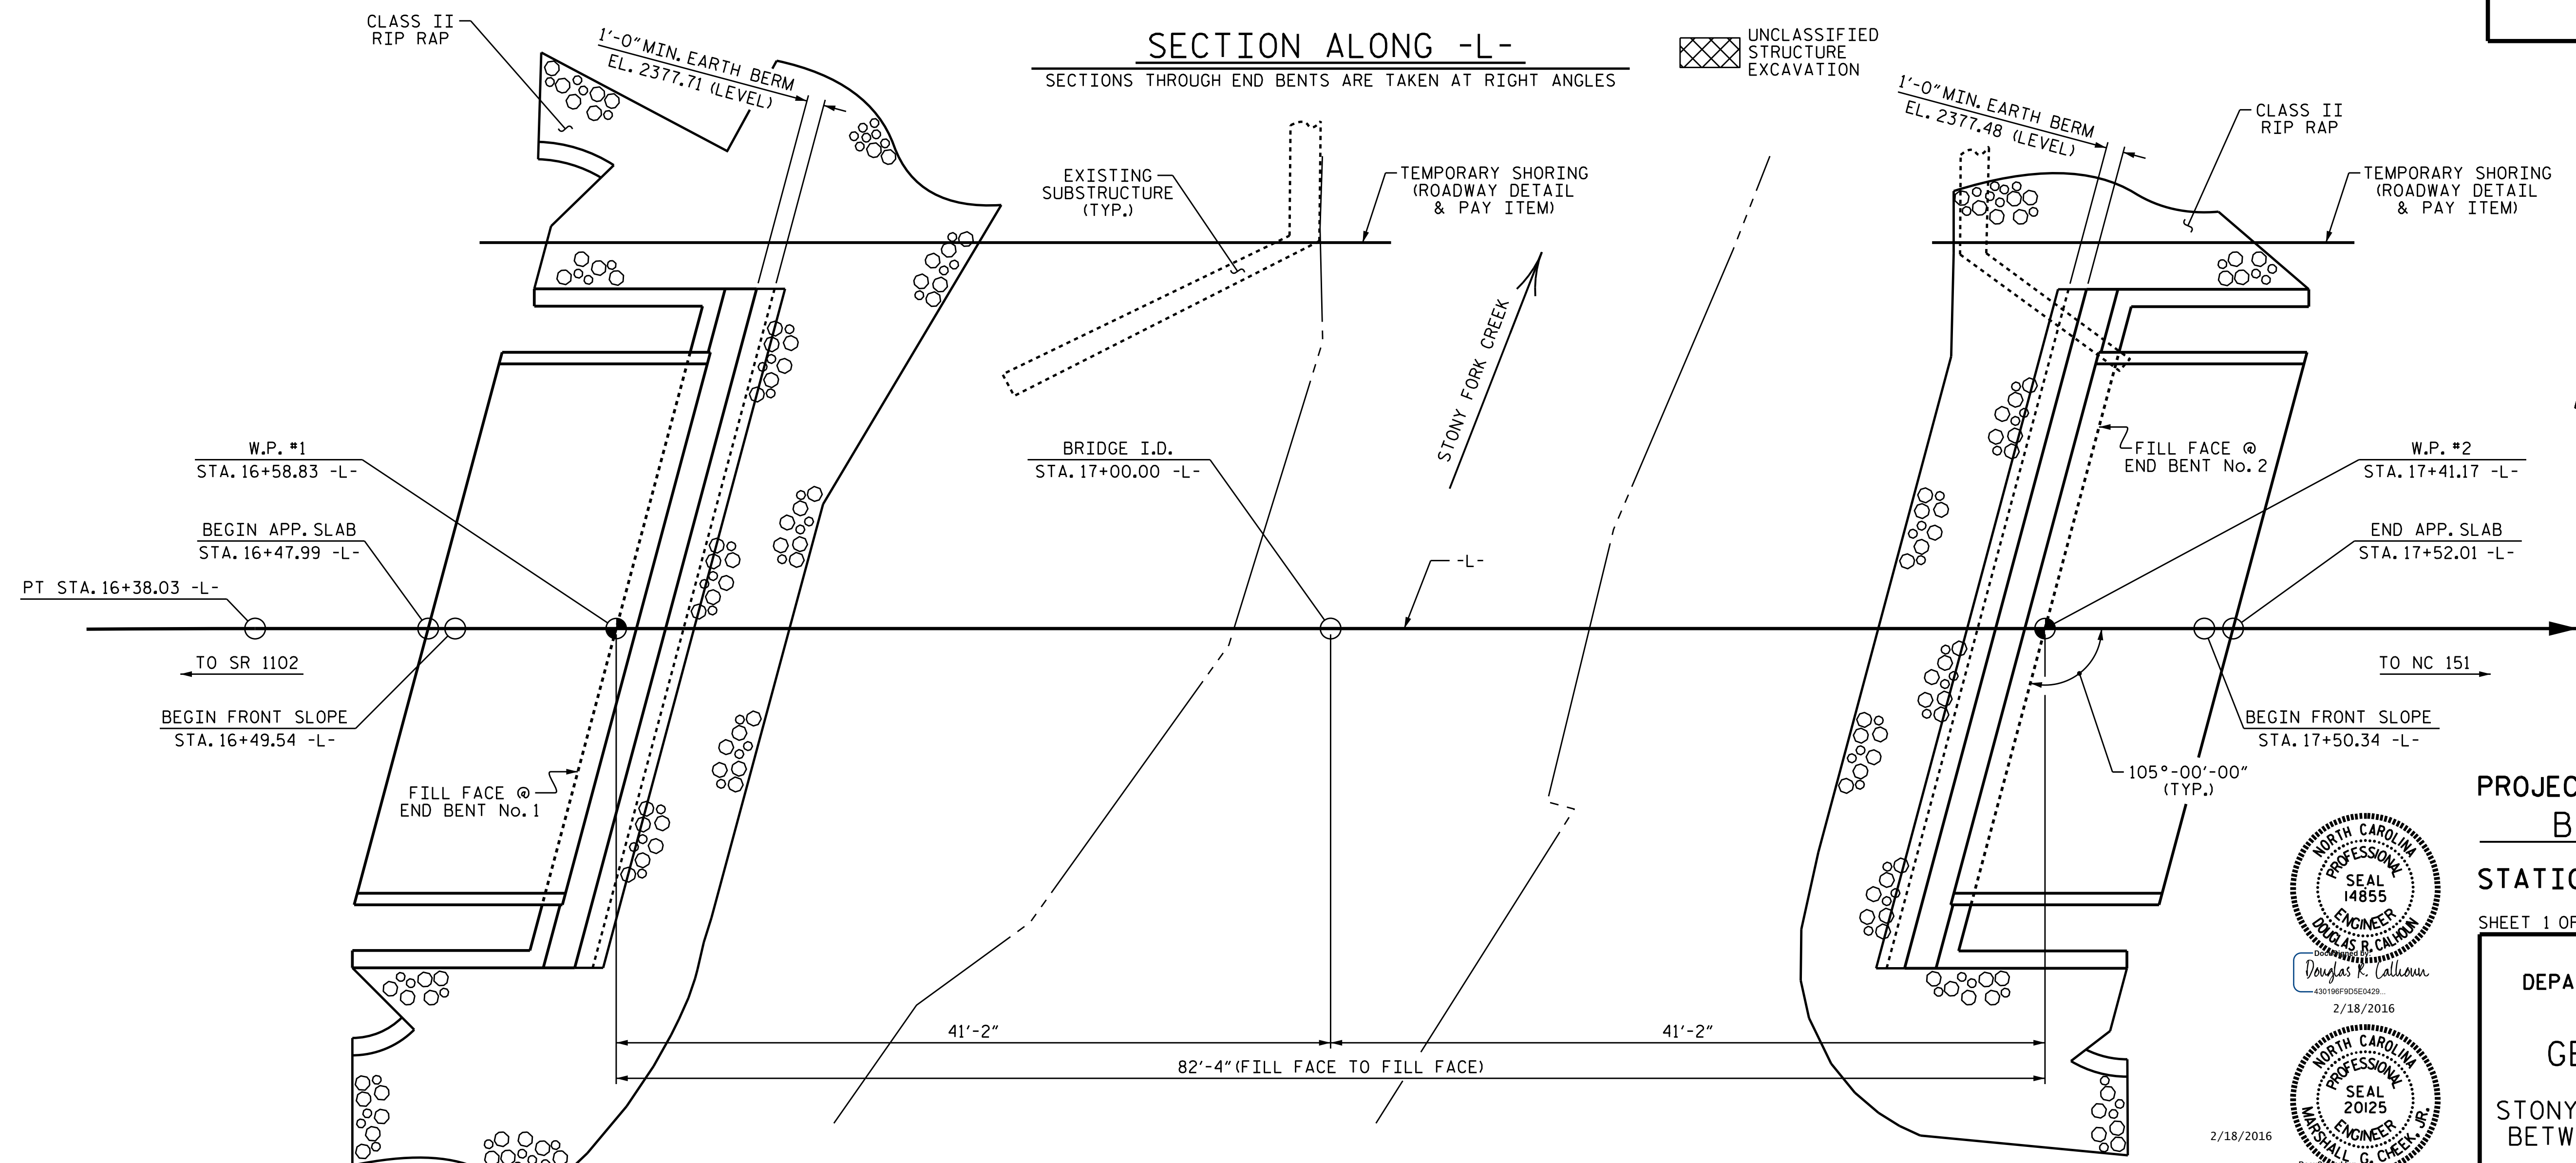 CLASS II
RIP RAP
1'-0" MIN. EARTH BERM
EL. 2377.71 (LEVEL)
SECTION ALONG -L-
SECTIONS THROUGH END BENTS ARE TAKEN AT RIGHT ANGLES
UNCLASSIFIED
STRUCTURE
EXCAVATION
1'-0" MIN. EARTH BERM
EL. 2377.48 (LEVEL)
CLASS II
RIP RAP
EXISTING
SUBSTRUCTURE
(TYP.)
TEMPORARY SHORING
(ROADWAY DETAIL
& PAY ITEM)
TEMPORARY SHORING
(ROADWAY DETAIL
& PAY ITEM)
STONY FORK CREEK
W.P. #1
STA. 16+58.83 -L-
BRIDGE I.D.
STA. 17+00.00 -L-
FILL FACE @
END BENT No. 2
W.P. #2
STA. 17+41.17 -L-
BEGIN APP. SLAB
STA. 16+47.99 -L-
END APP. SLAB
STA. 17+52.01 -L-
PT STA. 16+38.03 -L-
-L-
TO SR 1102
TO NC 151
BEGIN FRONT SLOPE
STA. 16+49.54 -L-
BEGIN FRONT SLOPE
STA. 17+50.34 -L-
105°-00'-00"
(TYP.)
FILL FACE @
END BENT No. 1
41'-2"
41'-2"
82'-4" (FILL FACE TO FILL FACE)
PROJEC
B
STATIO
SHEET 1 OF
DEPA
GE
STONY
BETW
NORTH CAROLINA
PROFESSIONAL
SEAL
14855
ENGINEER
DOUGLAS R. CALHOUN
DocuSigned by:
Douglas R. Calhoun
430196F9D5E0429...
2/18/2016
NORTH CAROLINA
PROFESSIONAL
SEAL
20125
ENGINEER
MARSHALL G. CHEEK, JR.
2/18/2016